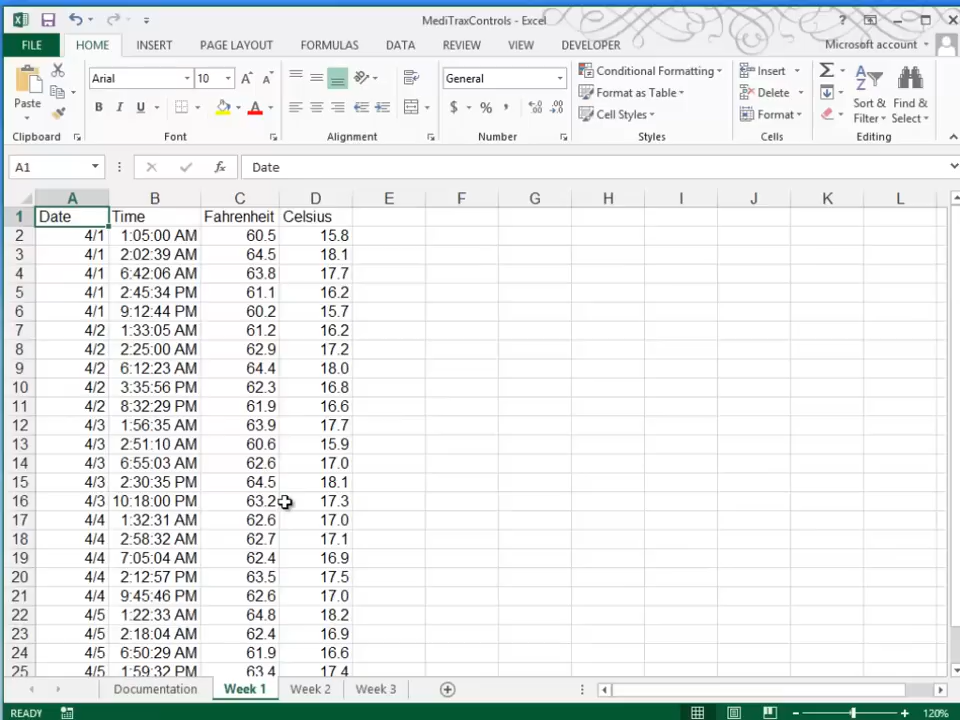 MediTraxControls - Excel
FILE HOME INSERT PAGE LAYOUT FORMULAS DATA REVIEW VIEW DEVELOPER Microsoft account
Paste Arial 10 General Conditional Formatting Format as Table Cell Styles Insert Delete Format Sort & Filter Find & Select
Clipboard Font Alignment Number Styles Cells Editing
A1 Date
A B C D E F G H I J K L
1 Date Time Fahrenheit Celsius
2 4/1 1:05:00 AM 60.5 15.8
3 4/1 2:02:39 AM 64.5 18.1
4 4/1 6:42:06 AM 63.8 17.7
5 4/1 2:45:34 PM 61.1 16.2
6 4/1 9:12:44 PM 60.2 15.7
7 4/2 1:33:05 AM 61.2 16.2
8 4/2 2:25:00 AM 62.9 17.2
9 4/2 6:12:23 AM 64.4 18.0
10 4/2 3:35:56 PM 62.3 16.8
11 4/2 8:32:29 PM 61.9 16.6
12 4/3 1:56:35 AM 63.9 17.7
13 4/3 2:51:10 AM 60.6 15.9
14 4/3 6:55:03 AM 62.6 17.0
15 4/3 2:30:35 PM 64.5 18.1
16 4/3 10:18:00 PM 63.2 17.3
17 4/4 1:32:31 AM 62.6 17.0
18 4/4 2:58:32 AM 62.7 17.1
19 4/4 7:05:04 AM 62.4 16.9
20 4/4 2:12:57 PM 63.5 17.5
21 4/4 9:45:46 PM 62.6 17.0
22 4/5 1:22:33 AM 64.8 18.2
23 4/5 2:18:04 AM 62.4 16.9
24 4/5 6:50:29 AM 61.9 16.6
25 4/5 1:59:32 PM 63.4 17.4
Documentation Week 1 Week 2 Week 3
READY 120%